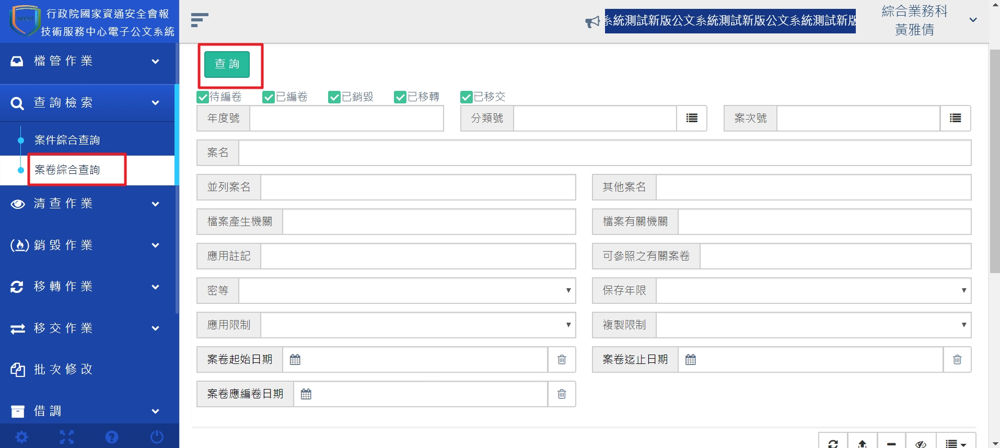 NCCST
行政院國家資通安全會報
技術服務中心電子公文系統
系統測試新版公文系統測試新版公文系統測試新版
綜合業務科
黃雅倩
檔管作業
查詢檢索
案件綜合查詢
案卷綜合查詢
清查作業
銷毀作業
移轉作業
移交作業
批次修改
借調
查詢
待編卷 已編卷 已銷毀 已移轉 已移交
年度號 分類號 案次號
案名
並列案名 其他案名
檔案產生機關 檔案有關機關
應用註記 可參照之有關案卷
密等 保存年限
應用限制 複製限制
案卷起始日期 案卷迄止日期
案卷應編卷日期